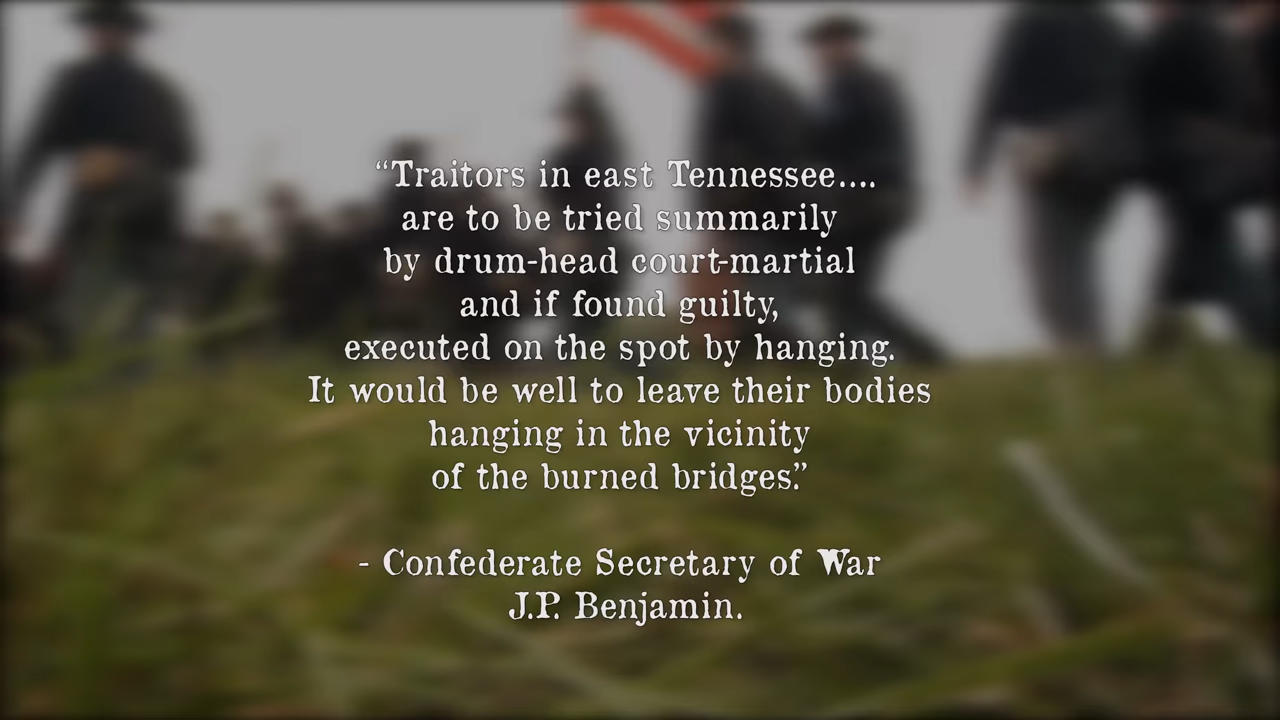 “Traitors in east Tennessee....
are to be tried summarily
by drum-head court-martial
and if found guilty,
executed on the spot by hanging.
It would be well to leave their bodies
hanging in the vicinity
of the burned bridges.”
- Confederate Secretary of War
J.P. Benjamin.